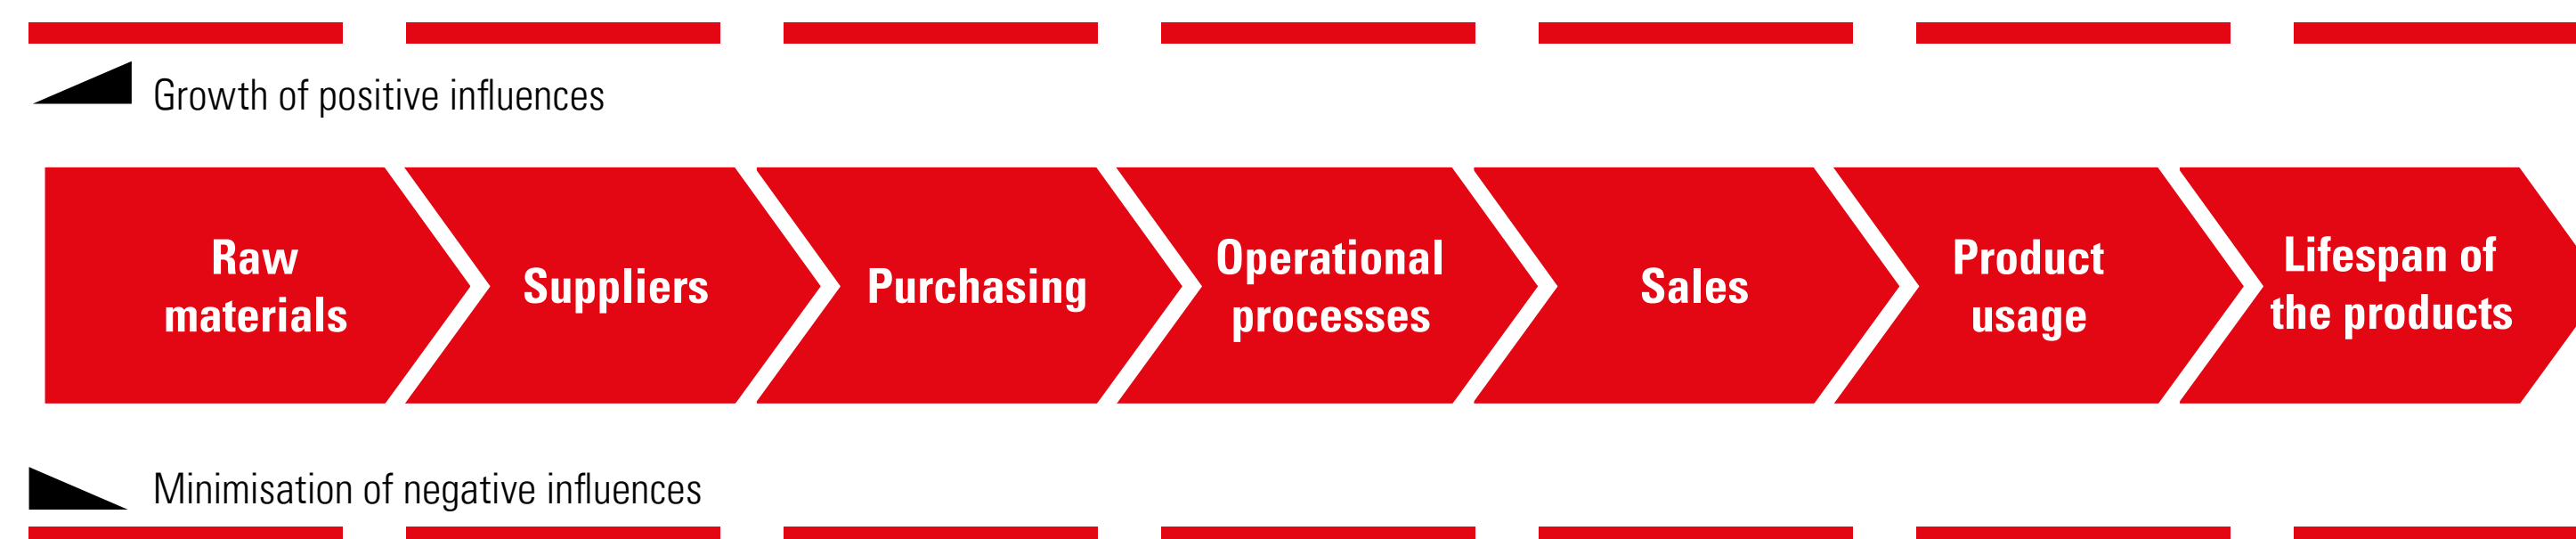 Growth of positive influences
Raw
materials
Suppliers
Purchasing
Operational
processes
Sales
Product
usage
Lifespan of
the products
Minimisation of negative influences